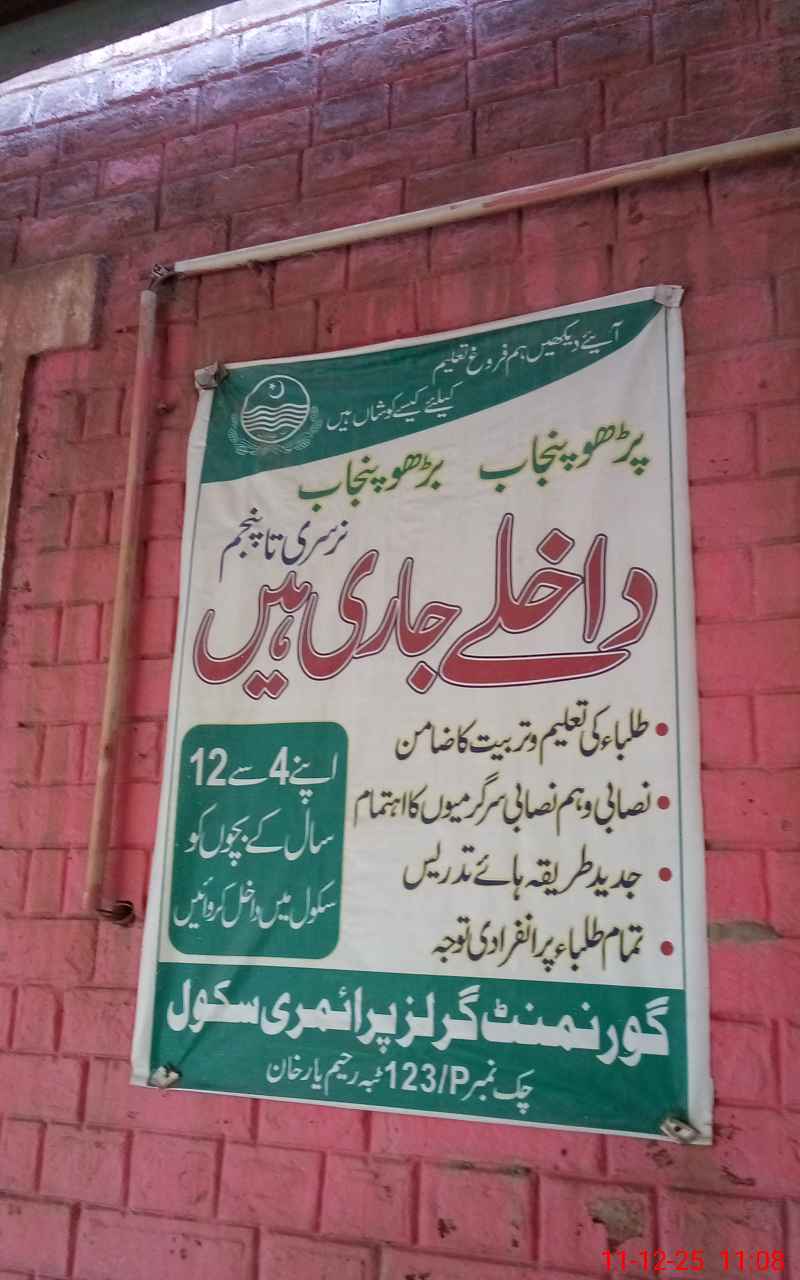 آیئے دیکھیں ہم فروغ تعلیم
کیلئے کیسے کوشاں ہیں
پڑھو پنجاب بڑھو پنجاب
نرسری تا پنجم
داخلے جاری ہیں
طلباء کی تعلیم و تربیت کا ضامن
نصابی و ہم نصابی سرگرمیوں کا اہتمام
جدید طریقہ ہائے تدریس
تمام طلباء پر انفرادی توجہ
اپنے 4 سے 12
سال کے بچوں کو
سکول میں داخل کروائیں
گورنمنٹ گرلز پرائمری سکول
چک نمبر 123/P ٹبہ رحیم یار خان
11-12-25 11:08